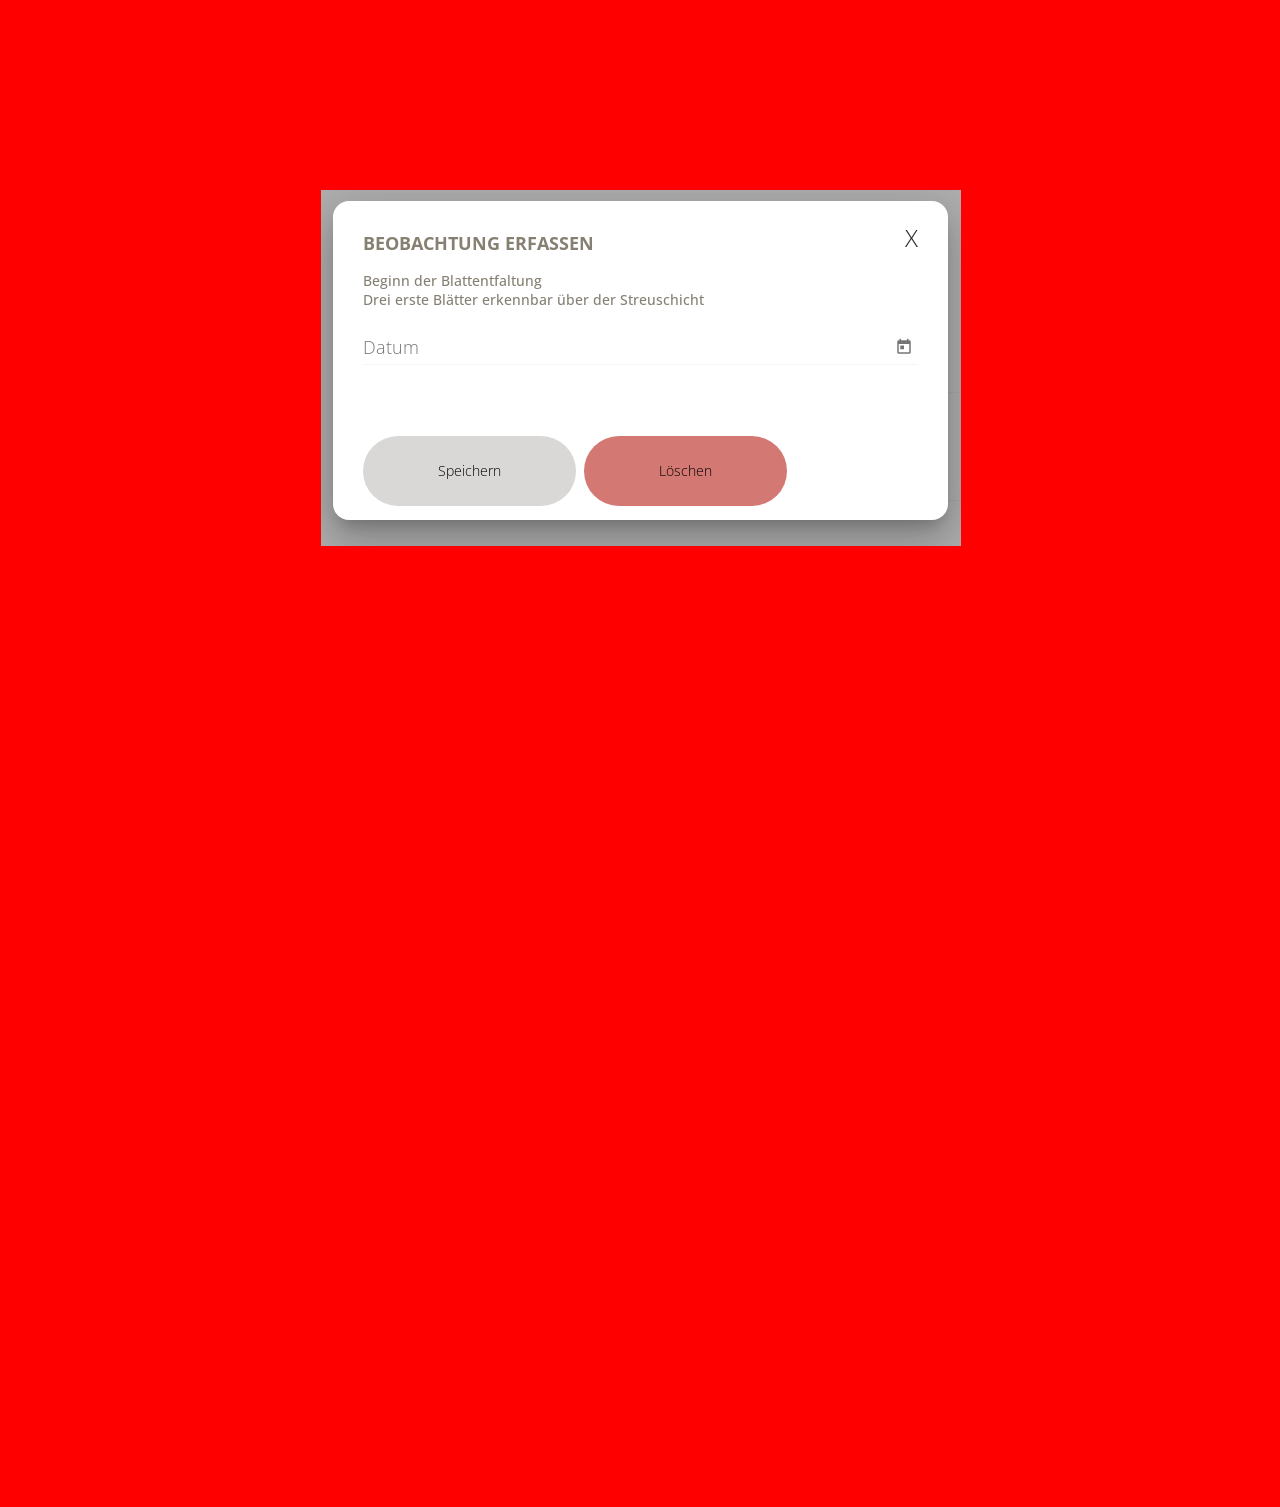 BEOBACHTUNG ERFASSEN
X
Beginn der Blattentfaltung
Drei erste Blätter erkennbar über der Streuschicht
Datum
Speichern
Löschen